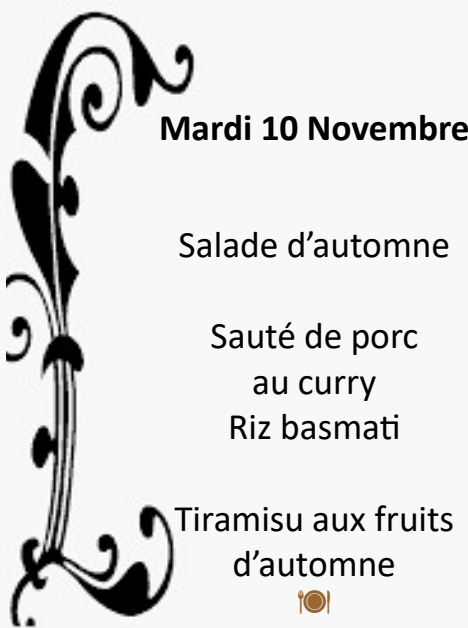 Mardi 10 Novembre
Salade d’automne
Sauté de porc
au curry
Riz basmati
Tiramisu aux fruits
d’automne